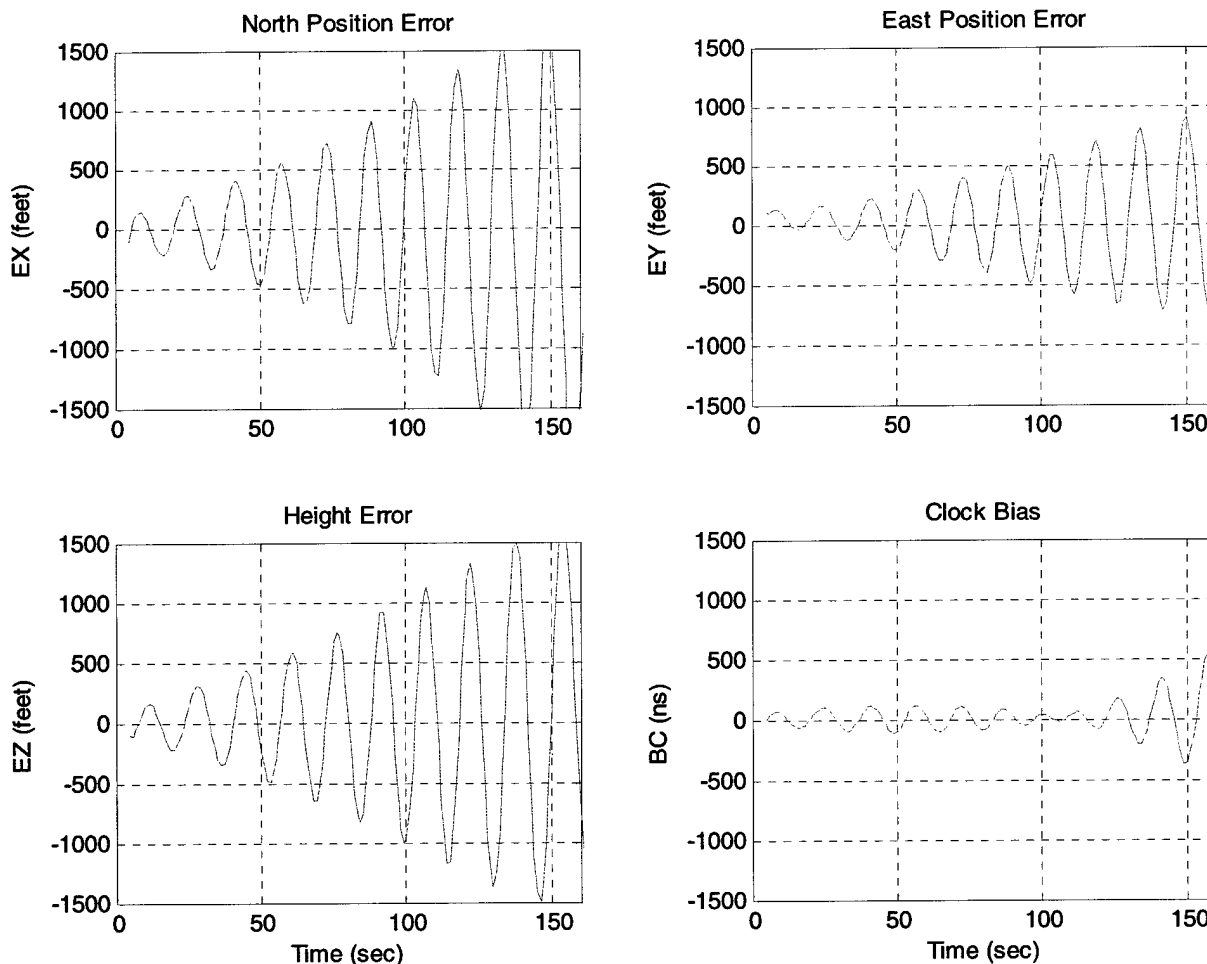 North Position Error
1500
1000
500
0
-500
-1000
-1500
EX (feet)
0 50 100 150
East Position Error
1500
1000
500
0
-500
-1000
-1500
EY (feet)
0 50 100 150
Height Error
1500
1000
500
0
-500
-1000
-1500
EZ (feet)
0 50 100 150
Time (sec)
Clock Bias
1500
1000
500
0
-500
-1000
-1500
BC (ns)
0 50 100 150
Time (sec)